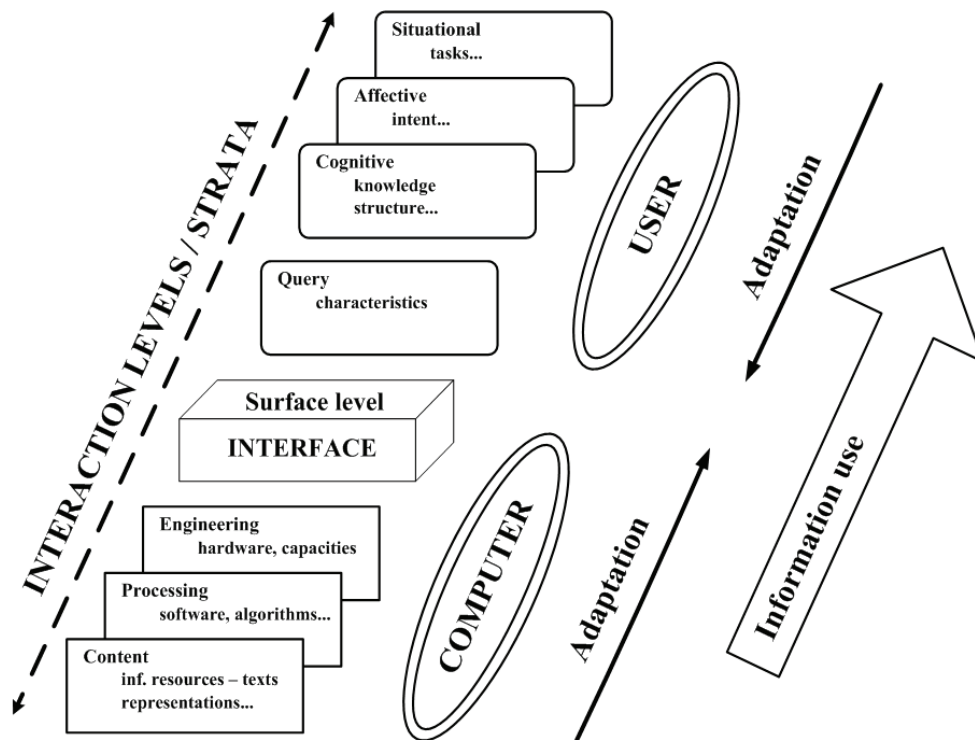 Situational
tasks...
Affective
intent...
Cognitive
knowledge
structure...
Query
characteristics
Surface level
INTERFACE
Engineering
hardware, capacities
Processing
software, algorithms...
Content
inf. resources – texts
representations...
INTERACTION LEVELS / STRATA
USER
COMPUTER
Adaptation
Adaptation
Information use